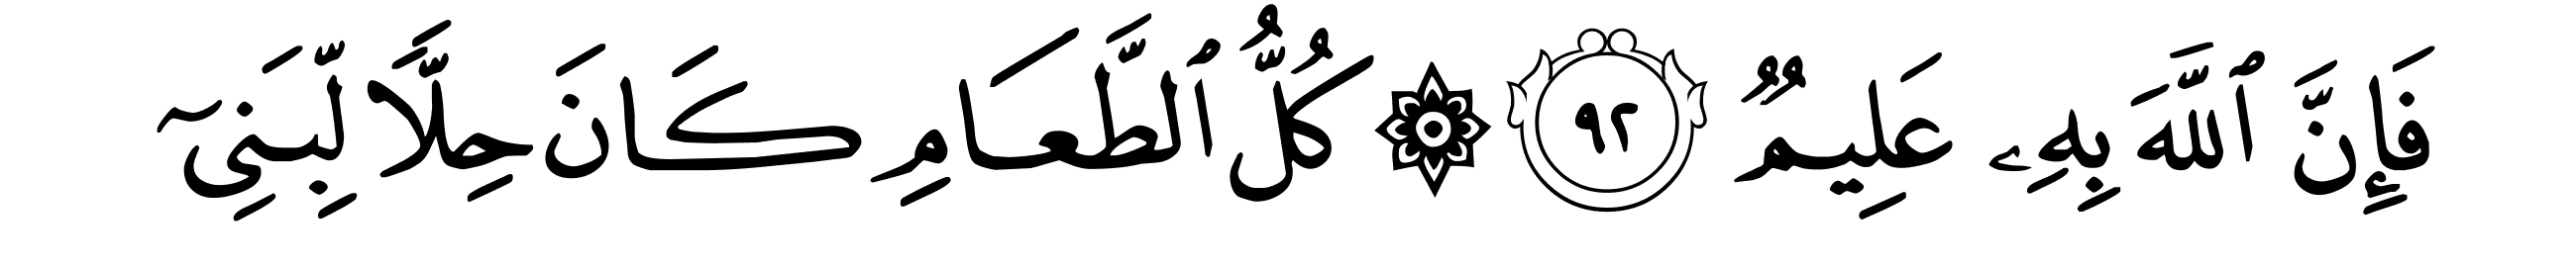 فَإِنَّ ٱللَّهَ بِهِۦ عَلِيمٌ ٩٢ ۞ كُلُّ ٱلطَّعَامِ كَانَ حِلًّا لِّبَنِيٓ